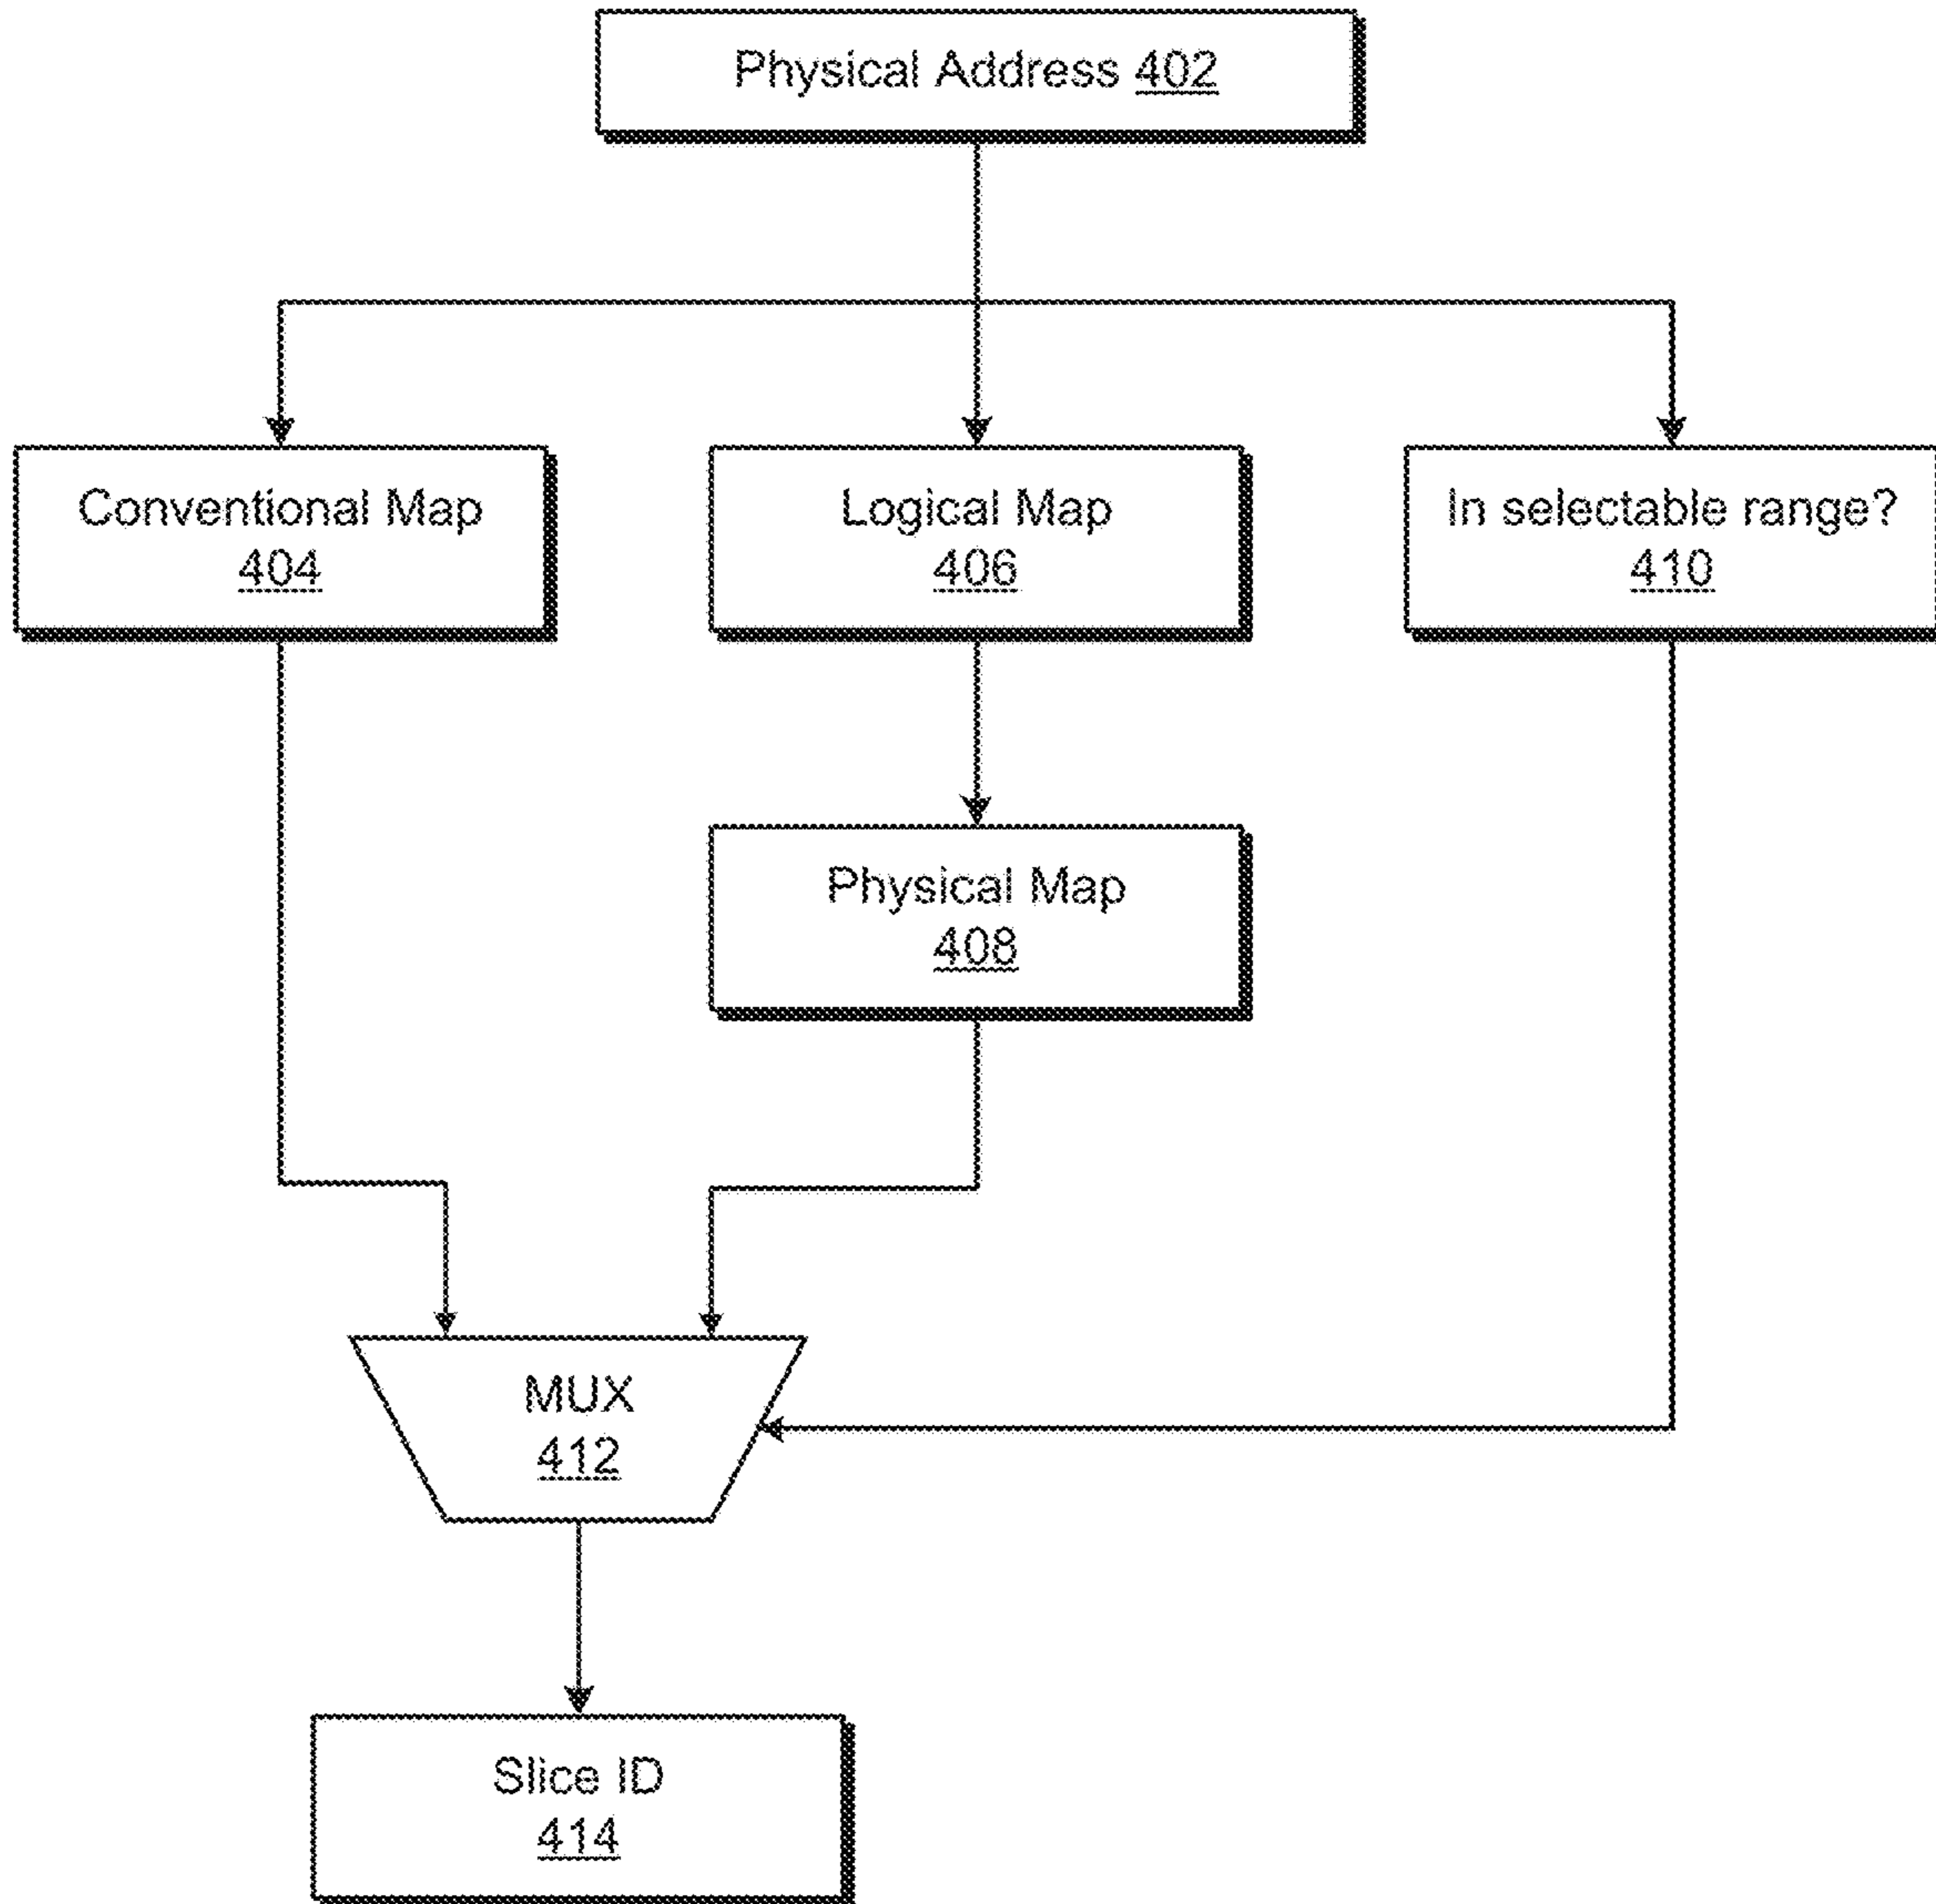 Physical Address 402
Conventional Map
404
Logical Map
406
In selectable range?
410
Physical Map
408
MUX
412
Slice ID
414